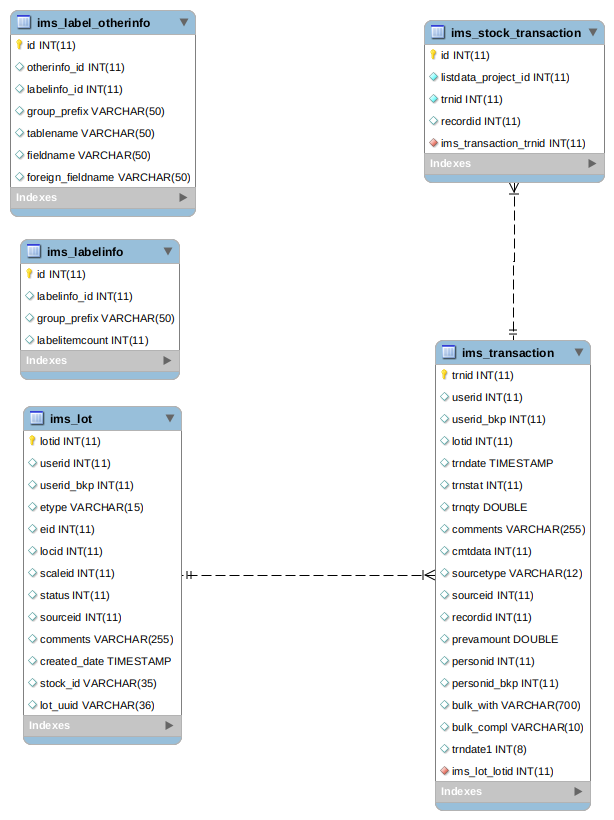 ims_label_otherinfo
id INT(11)
otherinfo_id INT(11)
labelinfo_id INT(11)
group_prefix VARCHAR(50)
tablename VARCHAR(50)
fieldname VARCHAR(50)
foreign_fieldname VARCHAR(50)
Indexes
ims_labelinfo
id INT(11)
labelinfo_id INT(11)
group_prefix VARCHAR(50)
labelitemcount INT(11)
Indexes
ims_lot
lotid INT(11)
userid INT(11)
userid_bkp INT(11)
etype VARCHAR(15)
eid INT(11)
locid INT(11)
scaleid INT(11)
status INT(11)
sourceid INT(11)
comments VARCHAR(255)
created_date TIMESTAMP
stock_id VARCHAR(35)
lot_uuid VARCHAR(36)
Indexes
ims_stock_transaction
id INT(11)
listdata_project_id INT(11)
trnid INT(11)
recordid INT(11)
ims_transaction_trnid INT(11)
Indexes
ims_transaction
trnid INT(11)
userid INT(11)
userid_bkp INT(11)
lotid INT(11)
trndate TIMESTAMP
trnstat INT(11)
trnqty DOUBLE
comments VARCHAR(255)
cmtdata INT(11)
sourcetype VARCHAR(12)
sourceid INT(11)
recordid INT(11)
prevamount DOUBLE
personid INT(11)
personid_bkp INT(11)
bulk_with VARCHAR(700)
bulk_compl VARCHAR(10)
trndate1 INT(8)
ims_lot_lotid INT(11)
Indexes